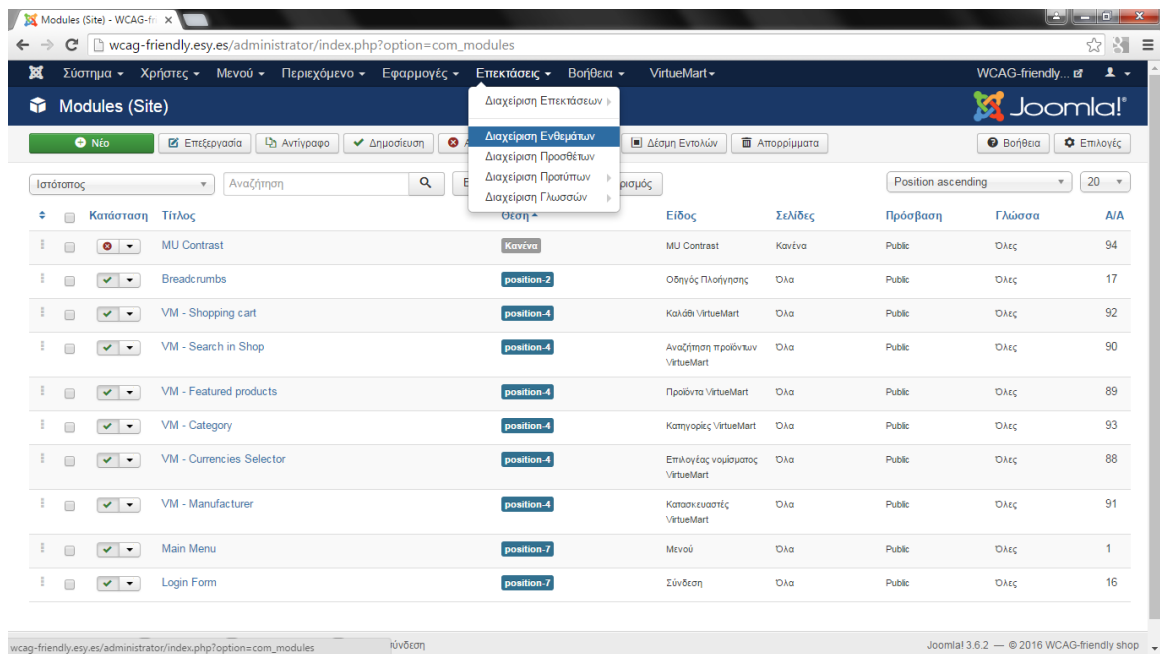 Modules (Site) - WCAG-fri
wcag-friendly.esy.es/administrator/index.php?option=com_modules
Σύστημα Χρήστες Μενού Περιεχόμενο Εφαρμογές Επεκτάσεις Βοήθεια VirtueMart WCAG-friendly...
Modules (Site) Joomla!®
Διαχείριση Επεκτάσεων
Διαχείριση Ενθεμάτων
Διαχείριση Προσθέτων
Διαχείριση Προτύπων
Διαχείριση Γλωσσών
Νέο Επεξεργασία Αντίγραφο Δημοσίευση Δέσμη Εντολών Απορρίμματα Βοήθεια Επιλογές
Ιστότοπος Αναζήτηση Position ascending 20
Κατάσταση Τίτλος Θέση Είδος Σελίδες Πρόσβαση Γλώσσα Α/Α
MU Contrast Κανένα MU Contrast Κανένα Public Όλες 94
Breadcrumbs position-2 Οδηγός Πλοήγησης Όλα Public Όλες 17
VM - Shopping cart position-4 Καλάθι VirtueMart Όλα Public Όλες 92
VM - Search in Shop position-4 Αναζήτηση προϊόντων Όλα Public Όλες 90
VirtueMart
VM - Featured products position-4 Προϊόντα VirtueMart Όλα Public Όλες 89
VM - Category position-4 Κατηγορίες VirtueMart Όλα Public Όλες 93
VM - Currencies Selector position-4 Επιλογέας νομίσματος Όλα Public Όλες 88
VirtueMart
VM - Manufacturer position-4 Κατασκευαστές Όλα Public Όλες 91
VirtueMart
Main Menu position-7 Μενού Όλα Public Όλες 1
Login Form position-7 Σύνδεση Όλα Public Όλες 16
wcag-friendly.esy.es/administrator/index.php?option=com_modules Joomla! 3.6.2 — © 2016 WCAG-friendly shop